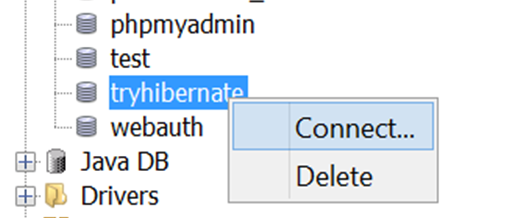 phpmyadmin
test
tryhibernate
webauth
Connect...
Delete
Java DB
Drivers